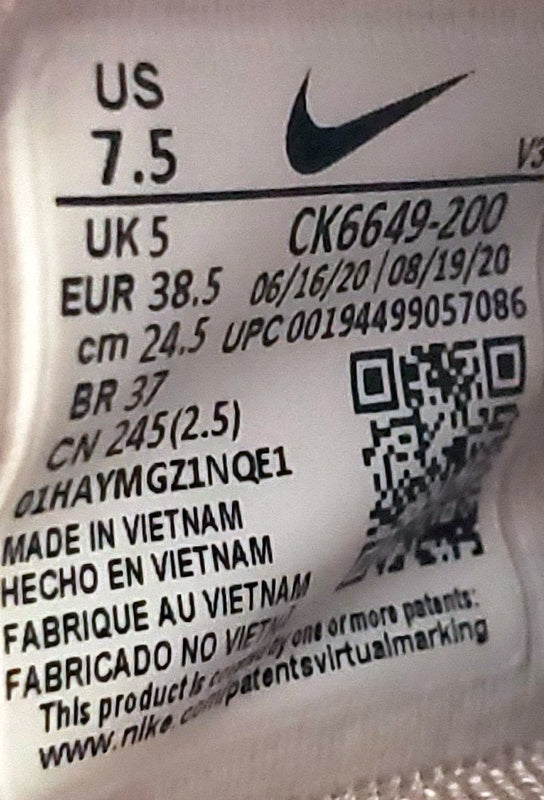 US
7.5
V3
UK 5 CK6649-200
EUR 38.5 06/16/20 / 08/19/20
cm 24.5 UPC 00194499057086
BR 37
CN 245(2.5)
01HAYMGZ1NQE1
MADE IN VIETNAM
HECHO EN VIETNAM
FABRIQUE AU VIETNAM
FABRICADO NO VIETNA
This product is by one or more patents:
www.nike.com/patentsvirtualmarking